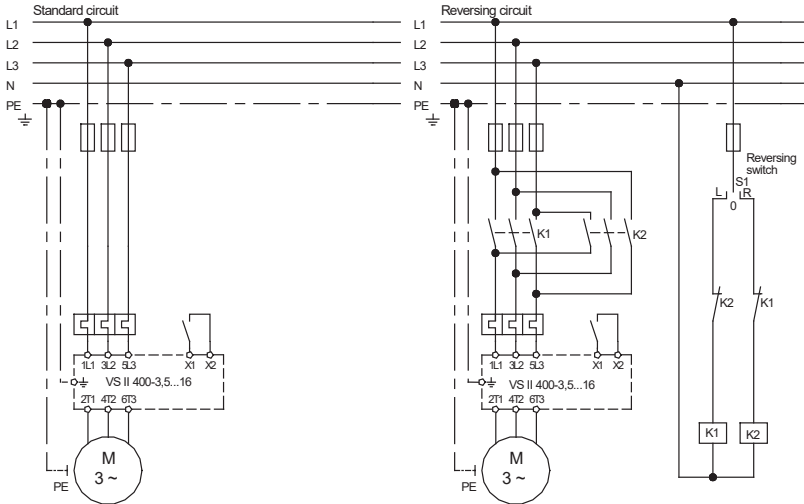 Standard circuit
L1
L2
L3
N
PE
1L1 3L2 5L3 X1 X2
VS II 400-3,5...16
2T1 4T2 6T3
M
3 ~
PE
Reversing circuit
L1
L2
L3
N
PE
Reversing
switch
S1
L R
0
K1 K2
K2 K1
1L1 3L2 5L3 X1 X2
VS II 400-3,5...16
2T1 4T2 6T3
K1 K2
M
3 ~
PE